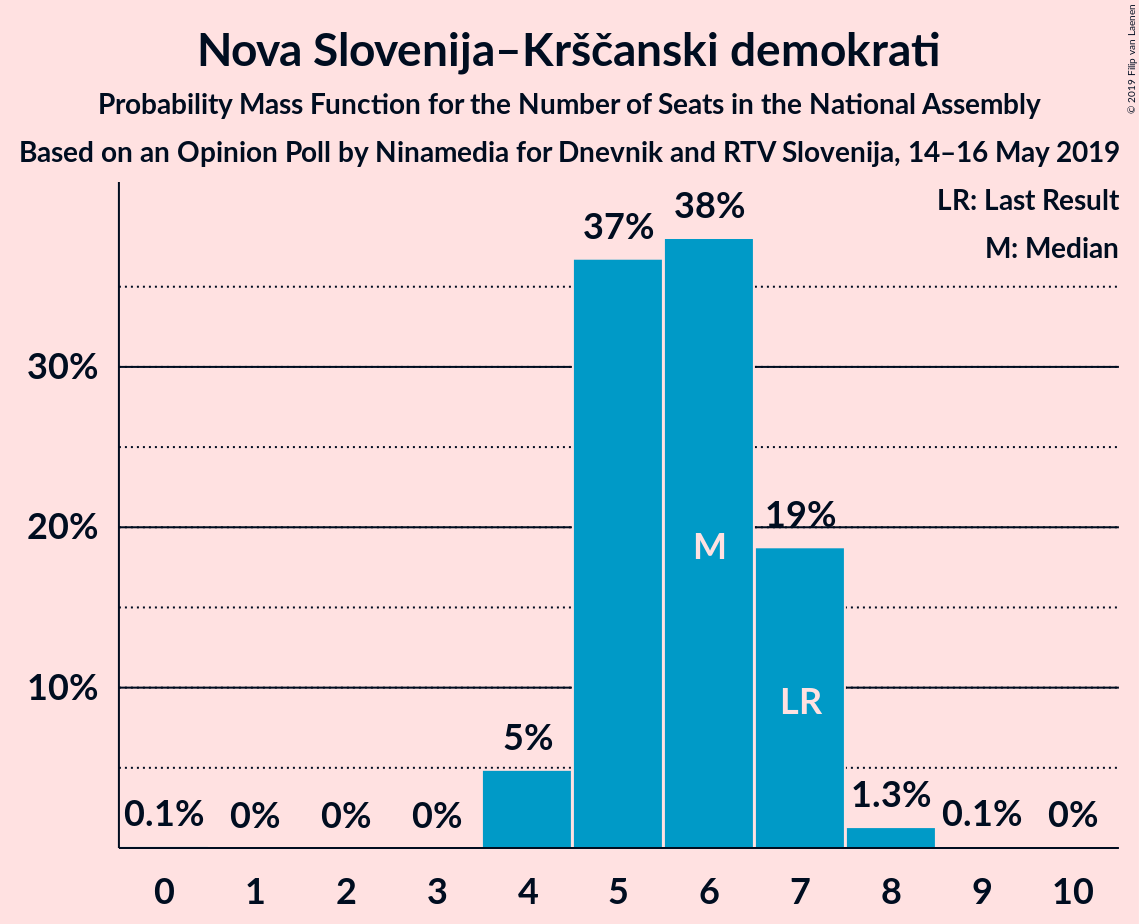 Nova Slovenija–Krščanski demokrati
Probability Mass Function for the Number of Seats in the National Assembly
Based on an Opinion Poll by Ninamedia for Dnevnik and RTV Slovenija, 14–16 May 2019
© 2019 Filip van Laenen
LR: Last Result
M: Median
38%
37%
30%
20%
19%
M
10%
LR
5%
1.3%
0.1% 0% 0% 0% 0.1% 0%
0 1 2 3 4 5 6 7 8 9 10